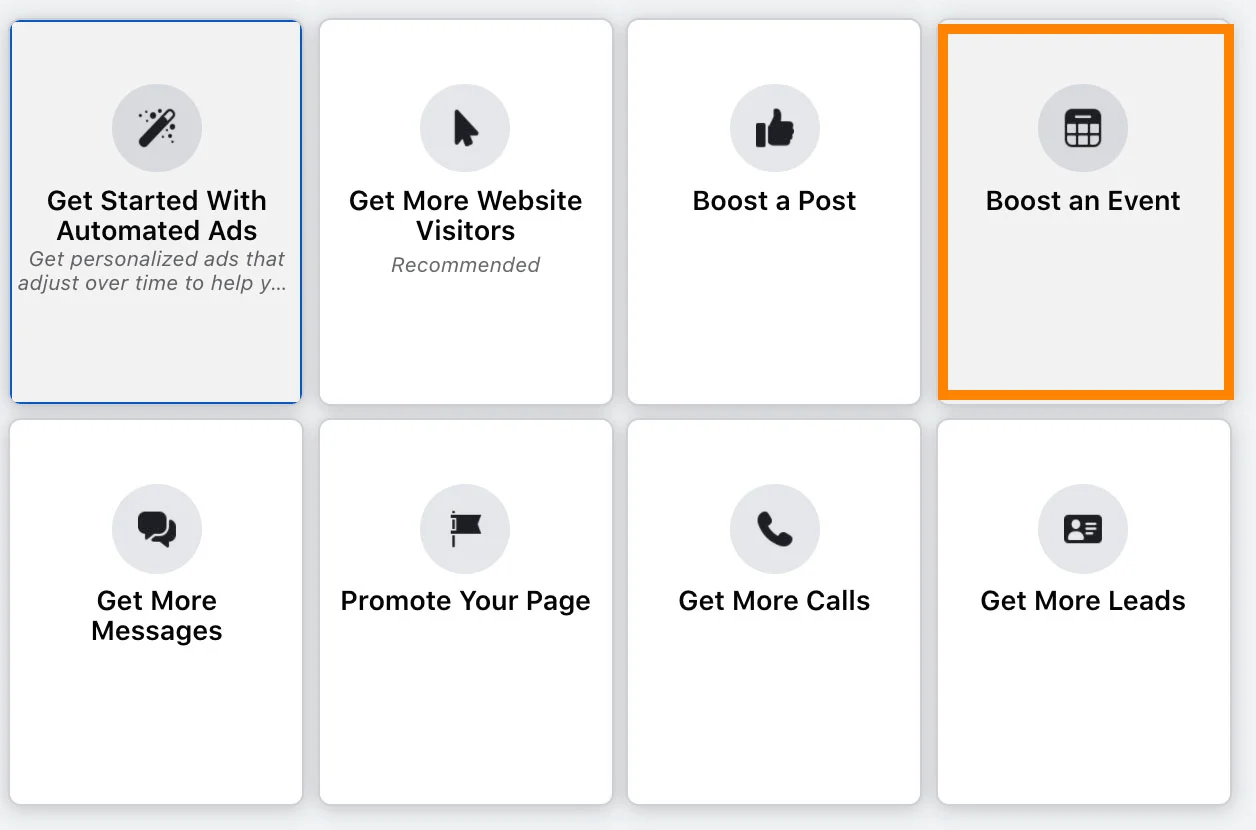 Get Started With
Automated Ads
Get personalized ads that
adjust over time to help y...
Get More Website
Visitors
Recommended
Boost a Post
Boost an Event
Get More
Messages
Promote Your Page
Get More Calls
Get More Leads